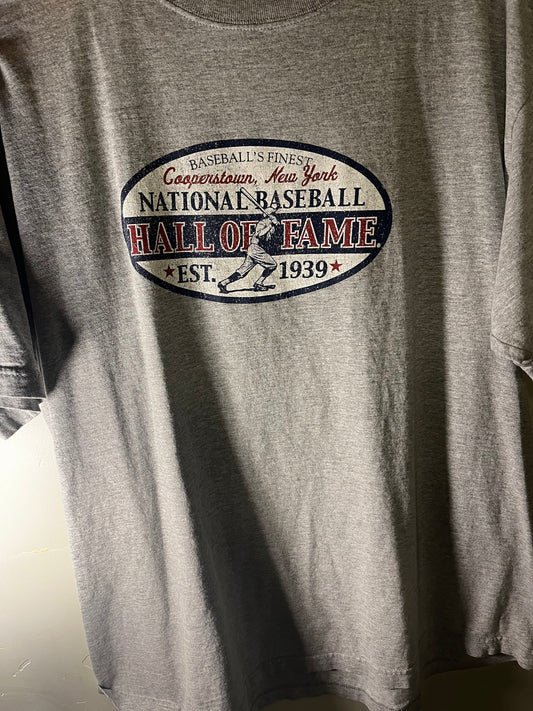 BASEBALL'S FINEST
Cooperstown, New York
NATIONAL BASEBALL
HALL OF FAME.
★EST. 1939★